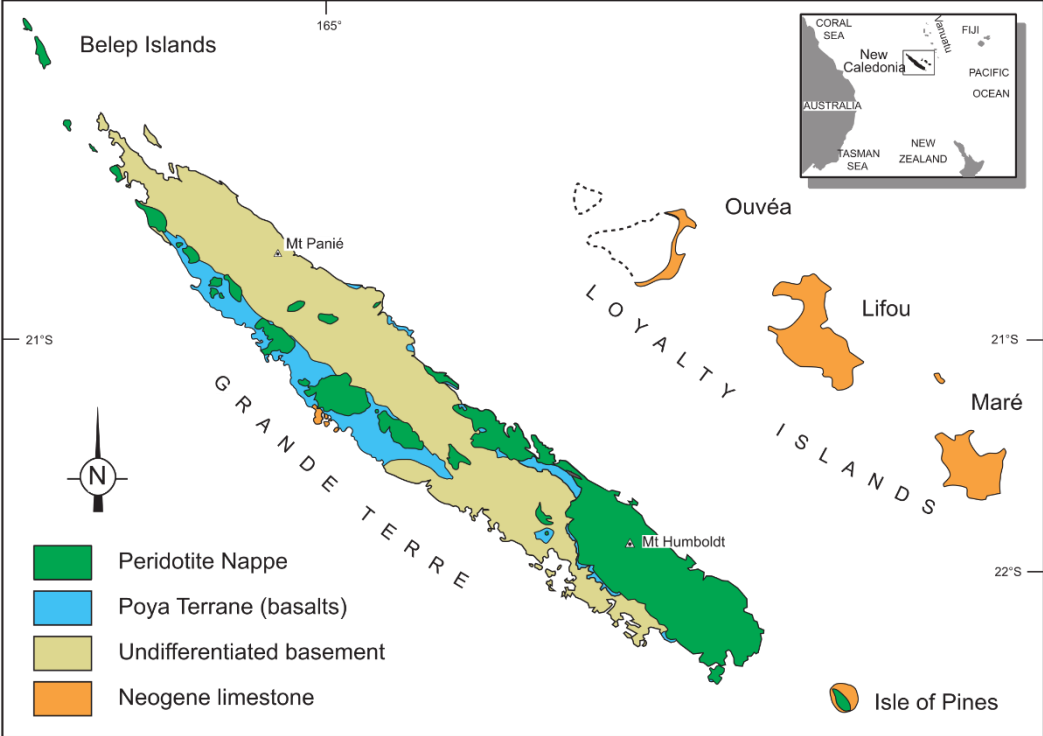 165°
Belep Islands
CORAL
SEA
Vanuatu
FIJI
New
Caledonia
PACIFIC
OCEAN
AUSTRALIA
TASMAN
SEA
NEW
ZEALAND
Ouvéa
Mt Panié
LOYALTY ISLANDS
Lifou
21°S
21°S
Maré
GRANDE TERRE
N
Mt Humboldt
22°S
Peridotite Nappe
Poya Terrane (basalts)
Undifferentiated basement
Neogene limestone
Isle of Pines